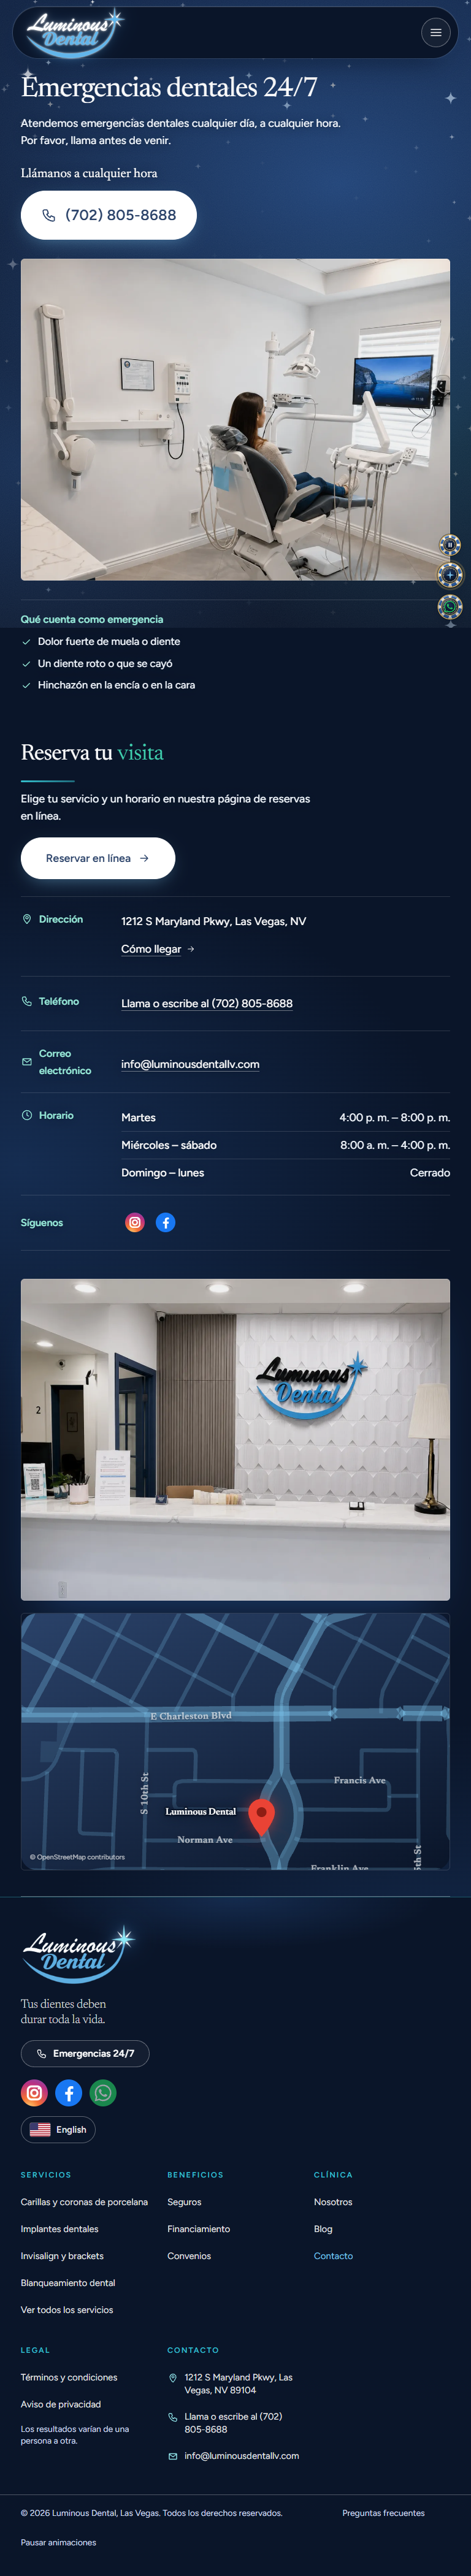 Luminous
Dental
Emergencias dentales 24/7
Atendemos emergencias dentales cualquier día, a cualquier hora.
Por favor, llama antes de venir.
Llámanos a cualquier hora
(702) 805-8688
Qué cuenta como emergencia
Dolor fuerte de muela o diente
Un diente roto o que se cayó
Hinchazón en la encía o en la cara
Reserva tu visita
Elige tu servicio y un horario en nuestra página de reservas
en línea.
Reservar en línea
Dirección
1212 S Maryland Pkwy, Las Vegas, NV
Cómo llegar
Teléfono
Llama o escribe al (702) 805-8688
Correo
electrónico
info@luminousdentallv.com
Horario
Martes 4:00 p. m. – 8:00 p. m.
Miércoles – sábado 8:00 a. m. – 4:00 p. m.
Domingo – lunes Cerrado
Síguenos
Luminous
Dental
2
E Charleston Blvd
S 10th St
Francis Ave
Luminous Dental
Norman Ave
Franklin Ave
© OpenStreetMap contributors
Luminous
Dental
Tus dientes deben
durar toda la vida.
Emergencias 24/7
English
SERVICIOS
Carillas y coronas de porcelana
Implantes dentales
Invisalign y brackets
Blanqueamiento dental
Ver todos los servicios
BENEFICIOS
Seguros
Financiamiento
Convenios
CLÍNICA
Nosotros
Blog
Contacto
LEGAL
Términos y condiciones
Aviso de privacidad
Los resultados varían de una
persona a otra.
CONTACTO
1212 S Maryland Pkwy, Las
Vegas, NV 89104
Llama o escribe al (702)
805-8688
info@luminousdentallv.com
© 2026 Luminous Dental, Las Vegas. Todos los derechos reservados.
Preguntas frecuentes
Pausar animaciones